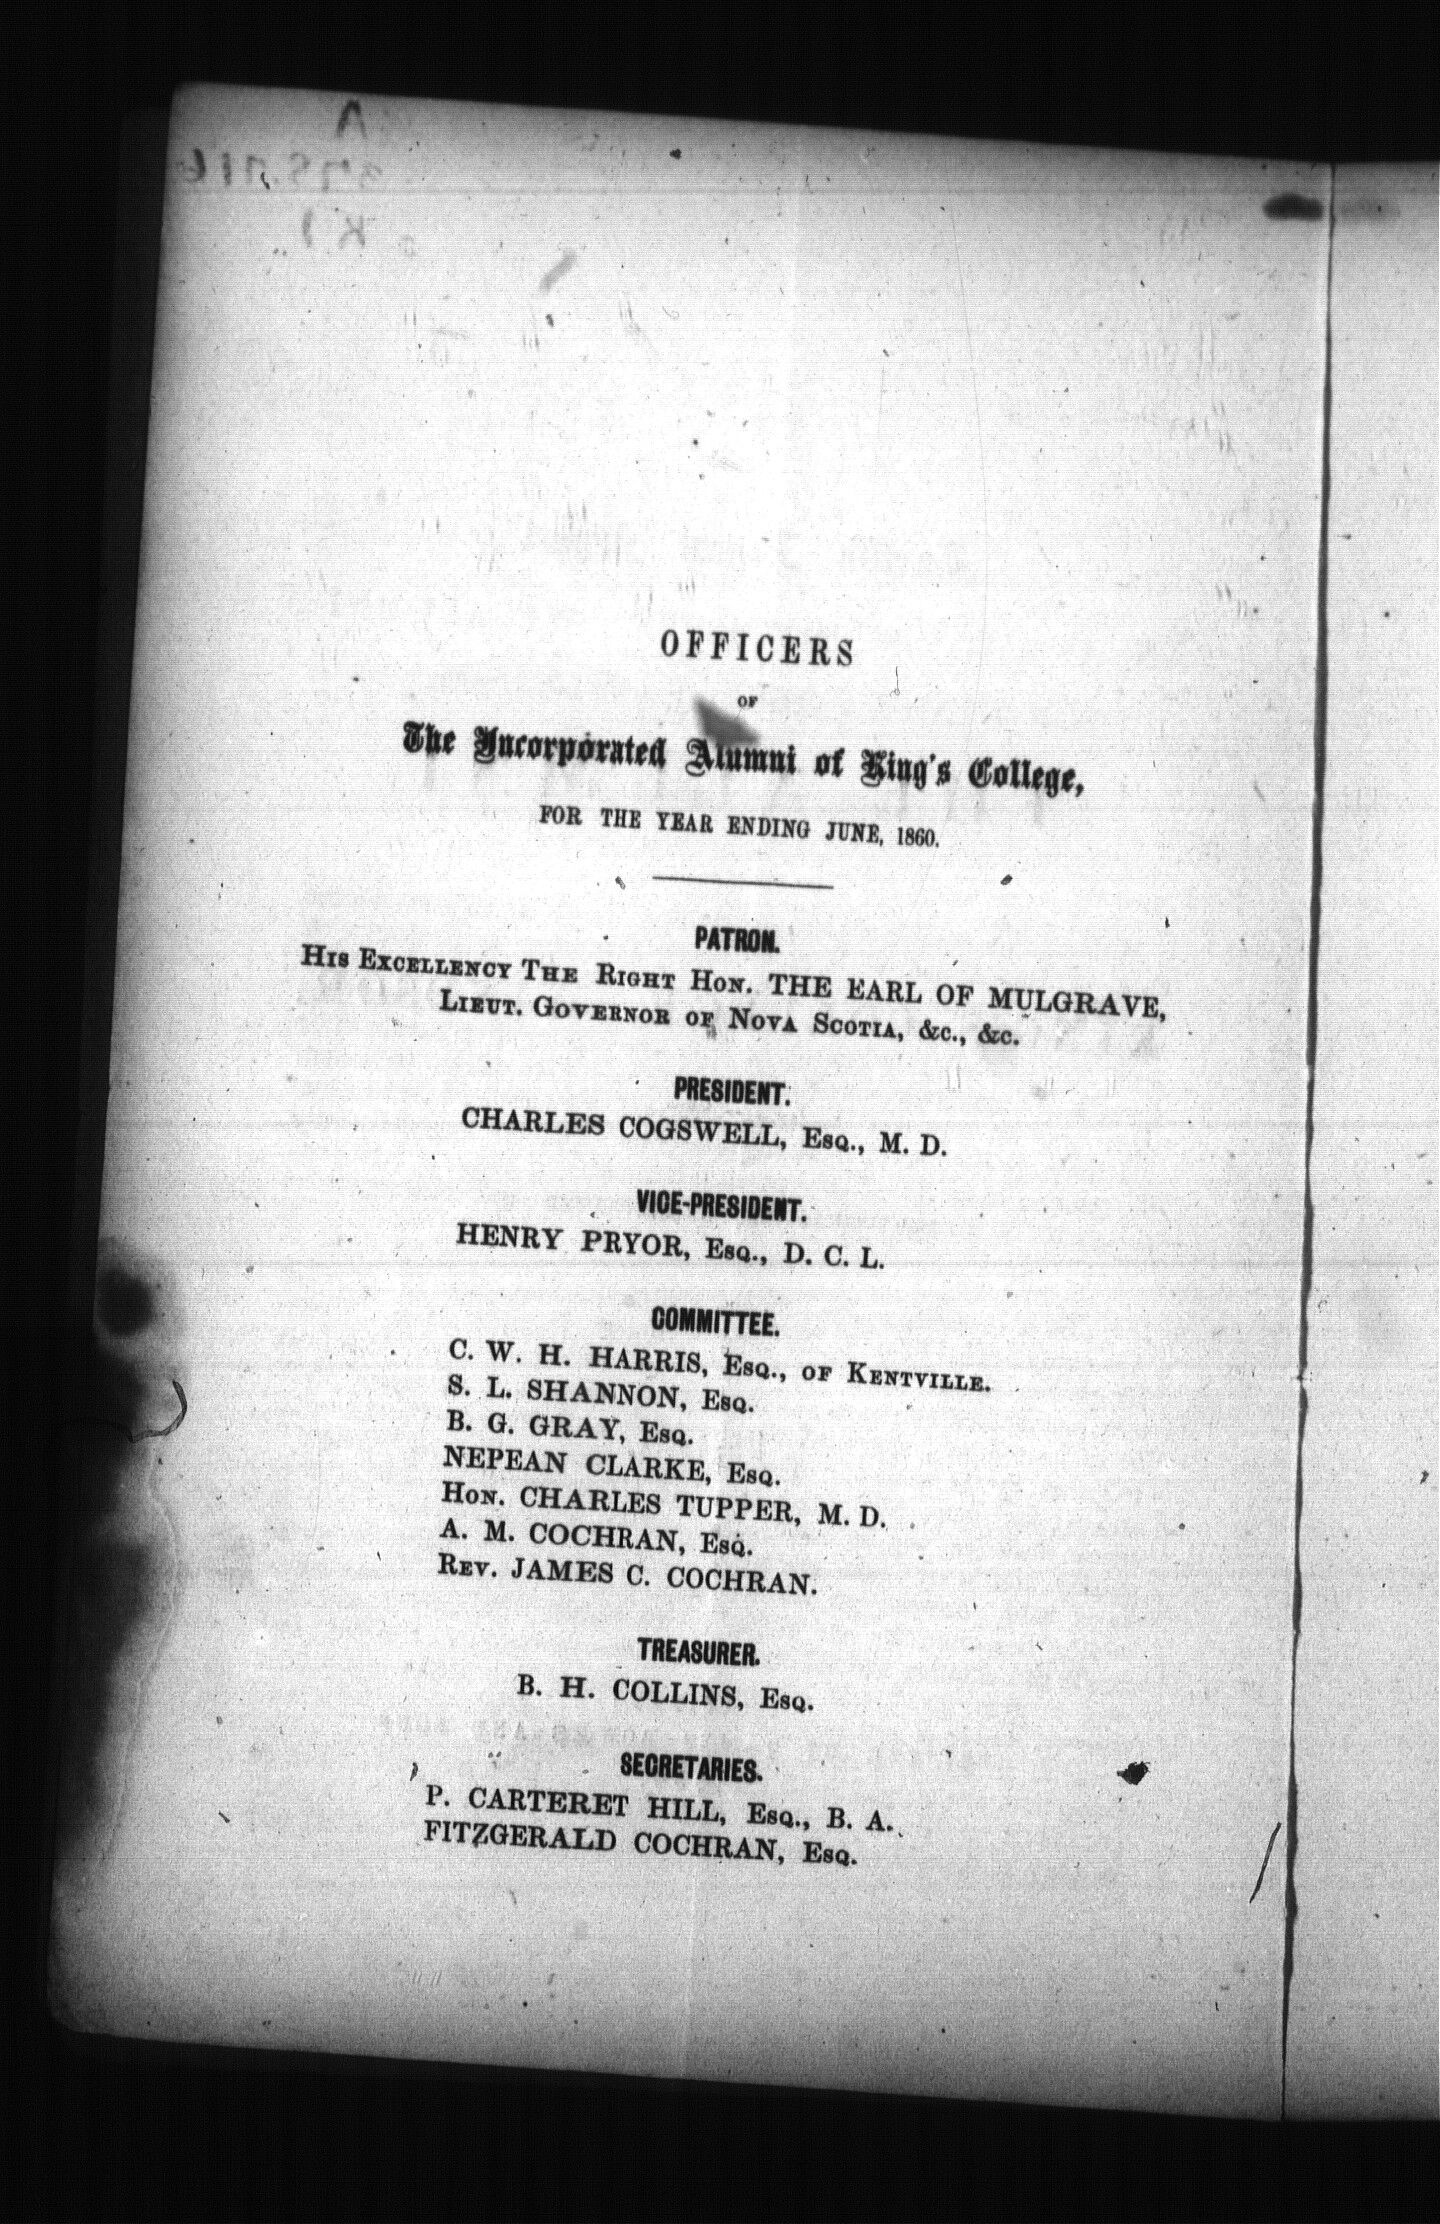 OFFICERS
OF
The Incorporated Alumni of King's College,
FOR THE YEAR ENDING JUNE, 1860.
PATRON.
His Excellency The Right Hon. THE EARL OF MULGRAVE,
Lieut. Governor of Nova Scotia, &c., &c.
PRESIDENT.
CHARLES COGSWELL, Esq., M. D.
VICE-PRESIDENT.
HENRY PRYOR, Esq., D. C. L.
COMMITTEE.
C. W. H. HARRIS, Esq., of Kentville.
S. L. SHANNON, Esq.
B. G. GRAY, Esq.
NEPEAN CLARKE, Esq.
Hon. CHARLES TUPPER, M. D.
A. M. COCHRAN, Esq.
Rev. JAMES C. COCHRAN.
TREASURER.
B. H. COLLINS, Esq.
SECRETARIES.
P. CARTERET HILL, Esq., B. A.
FITZGERALD COCHRAN, Esq.